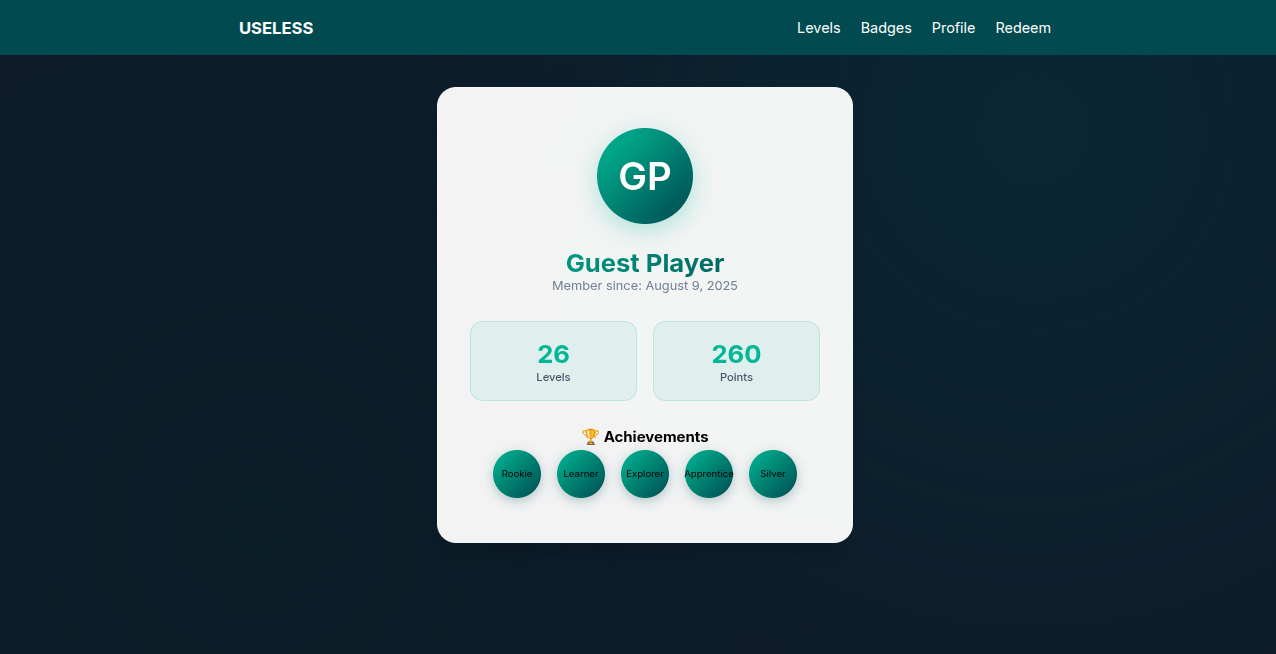 USELESS
Levels Badges Profile Redeem
GP
Guest Player
Member since: August 9, 2025
26
Levels
260
Points
🏆 Achievements
Rookie Learner Explorer Apprentice Silver